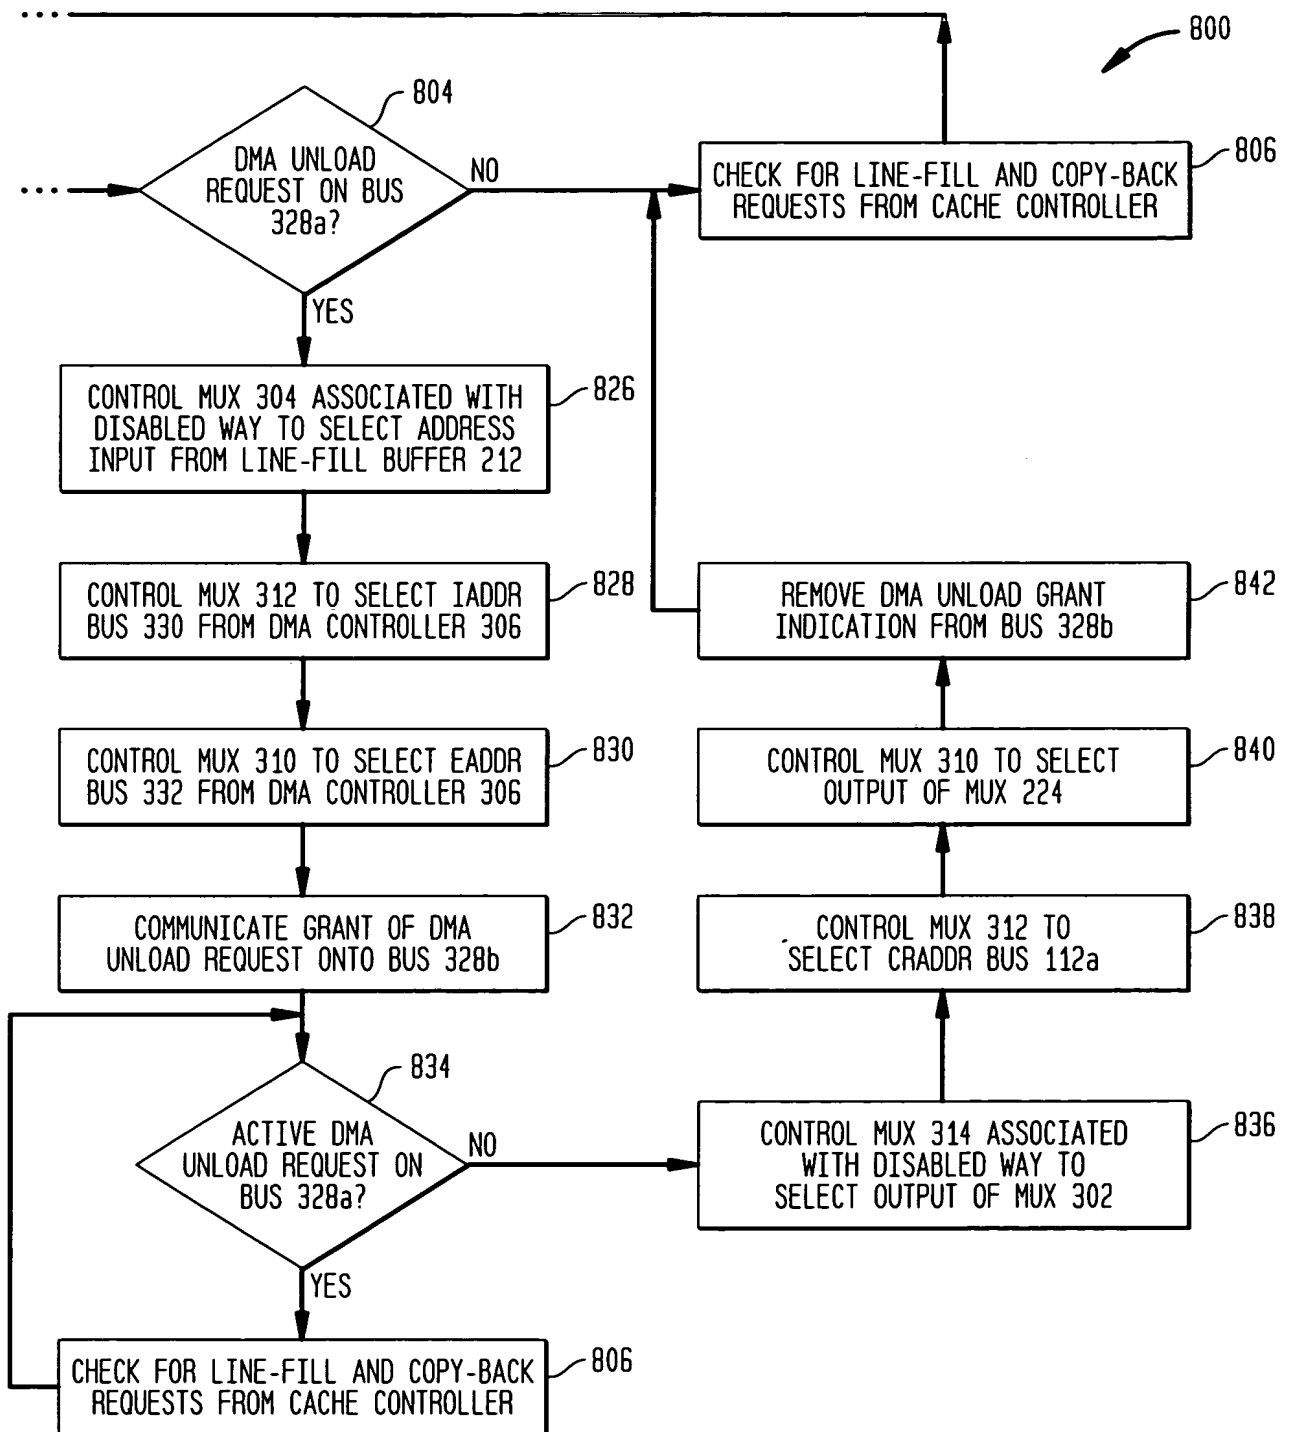 800
804
DMA UNLOAD
REQUEST ON BUS
328a?
NO
YES
806
CHECK FOR LINE-FILL AND COPY-BACK
REQUESTS FROM CACHE CONTROLLER
826
CONTROL MUX 304 ASSOCIATED WITH
DISABLED WAY TO SELECT ADDRESS
INPUT FROM LINE-FILL BUFFER 212
828
CONTROL MUX 312 TO SELECT IADDR
BUS 330 FROM DMA CONTROLLER 306
830
CONTROL MUX 310 TO SELECT EADDR
BUS 332 FROM DMA CONTROLLER 306
832
COMMUNICATE GRANT OF DMA
UNLOAD REQUEST ONTO BUS 328b
834
ACTIVE DMA
UNLOAD REQUEST ON
BUS 328a?
NO
YES
806
CHECK FOR LINE-FILL AND COPY-BACK
REQUESTS FROM CACHE CONTROLLER
836
CONTROL MUX 314 ASSOCIATED
WITH DISABLED WAY TO
SELECT OUTPUT OF MUX 302
838
CONTROL MUX 312 TO
SELECT CRADDR BUS 112a
840
CONTROL MUX 310 TO SELECT
OUTPUT OF MUX 224
842
REMOVE DMA UNLOAD GRANT
INDICATION FROM BUS 328b